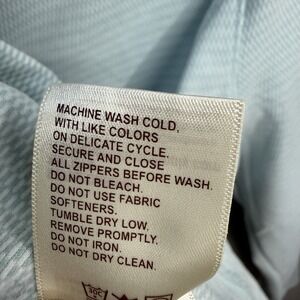 MACHINE WASH COLD,
WITH LIKE COLORS
ON DELICATE CYCLE.
SECURE AND CLOSE
ALL ZIPPERS BEFORE WASH.
DO NOT BLEACH.
DO NOT USE FABRIC
SOFTENERS.
TUMBLE DRY LOW.
REMOVE PROMPTLY.
DO NOT IRON.
DO NOT DRY CLEAN.